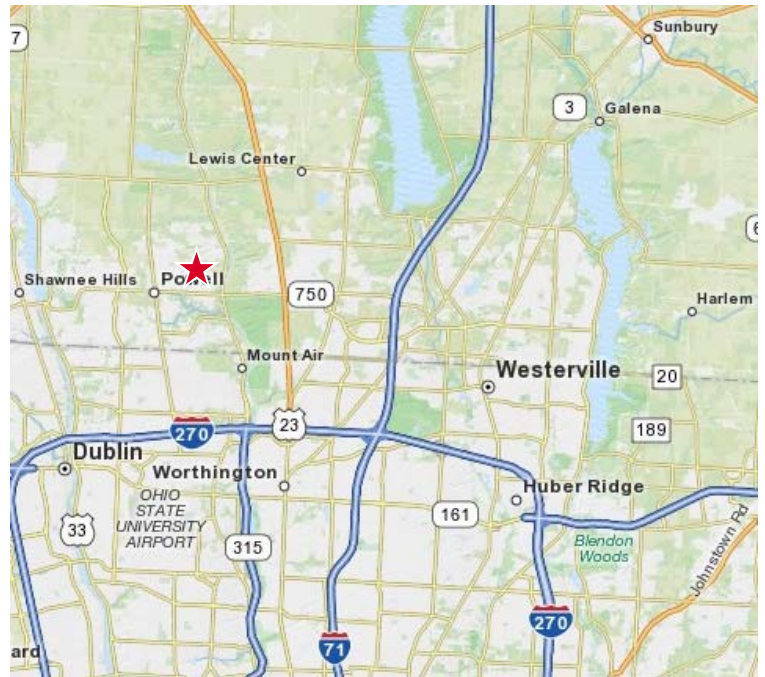 Sunbury
7
3
Galena
Lewis Center
6
Shawnee Hills
Powell
750
Harlem
Mount Air
Westerville
20
23
270
189
Dublin
Worthington
Huber Ridge
OHIO
STATE
UNIVERSITY
AIRPORT
161
33
Blendon
Woods
Johnstown Rd
315
270
71
ard